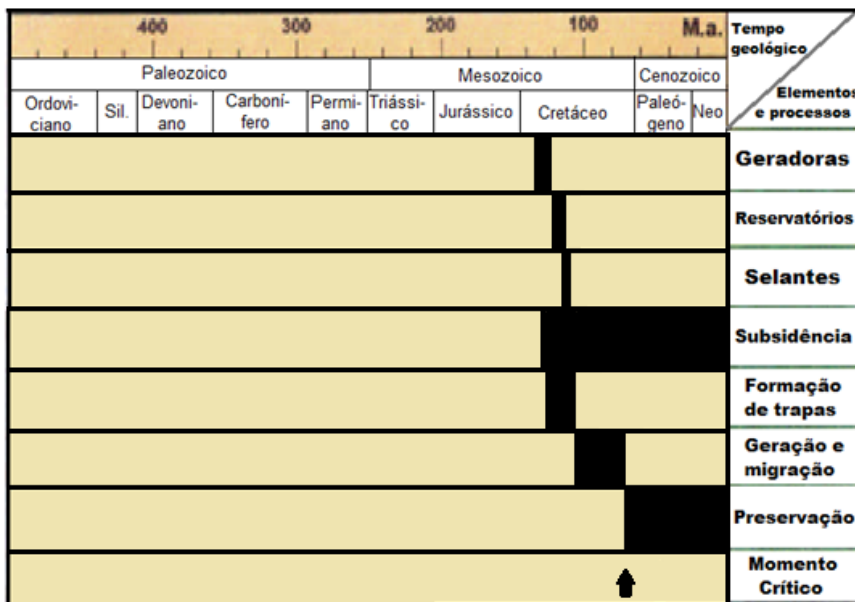 400 300 200 100 M.a.
Tempo
geológico
Paleozoico Mesozoico Cenozoico
Ordovi-
ciano
Sil.
Devoni-
ano
Carboní-
fero
Permi-
ano
Triássi-
co
Jurássico
Cretáceo
Paleó-
geno
Neo
Elementos
e processos
Geradoras
Reservatórios
Selantes
Subsidência
Formação
de trapas
Geração e
migração
Preservação
Momento
Crítico